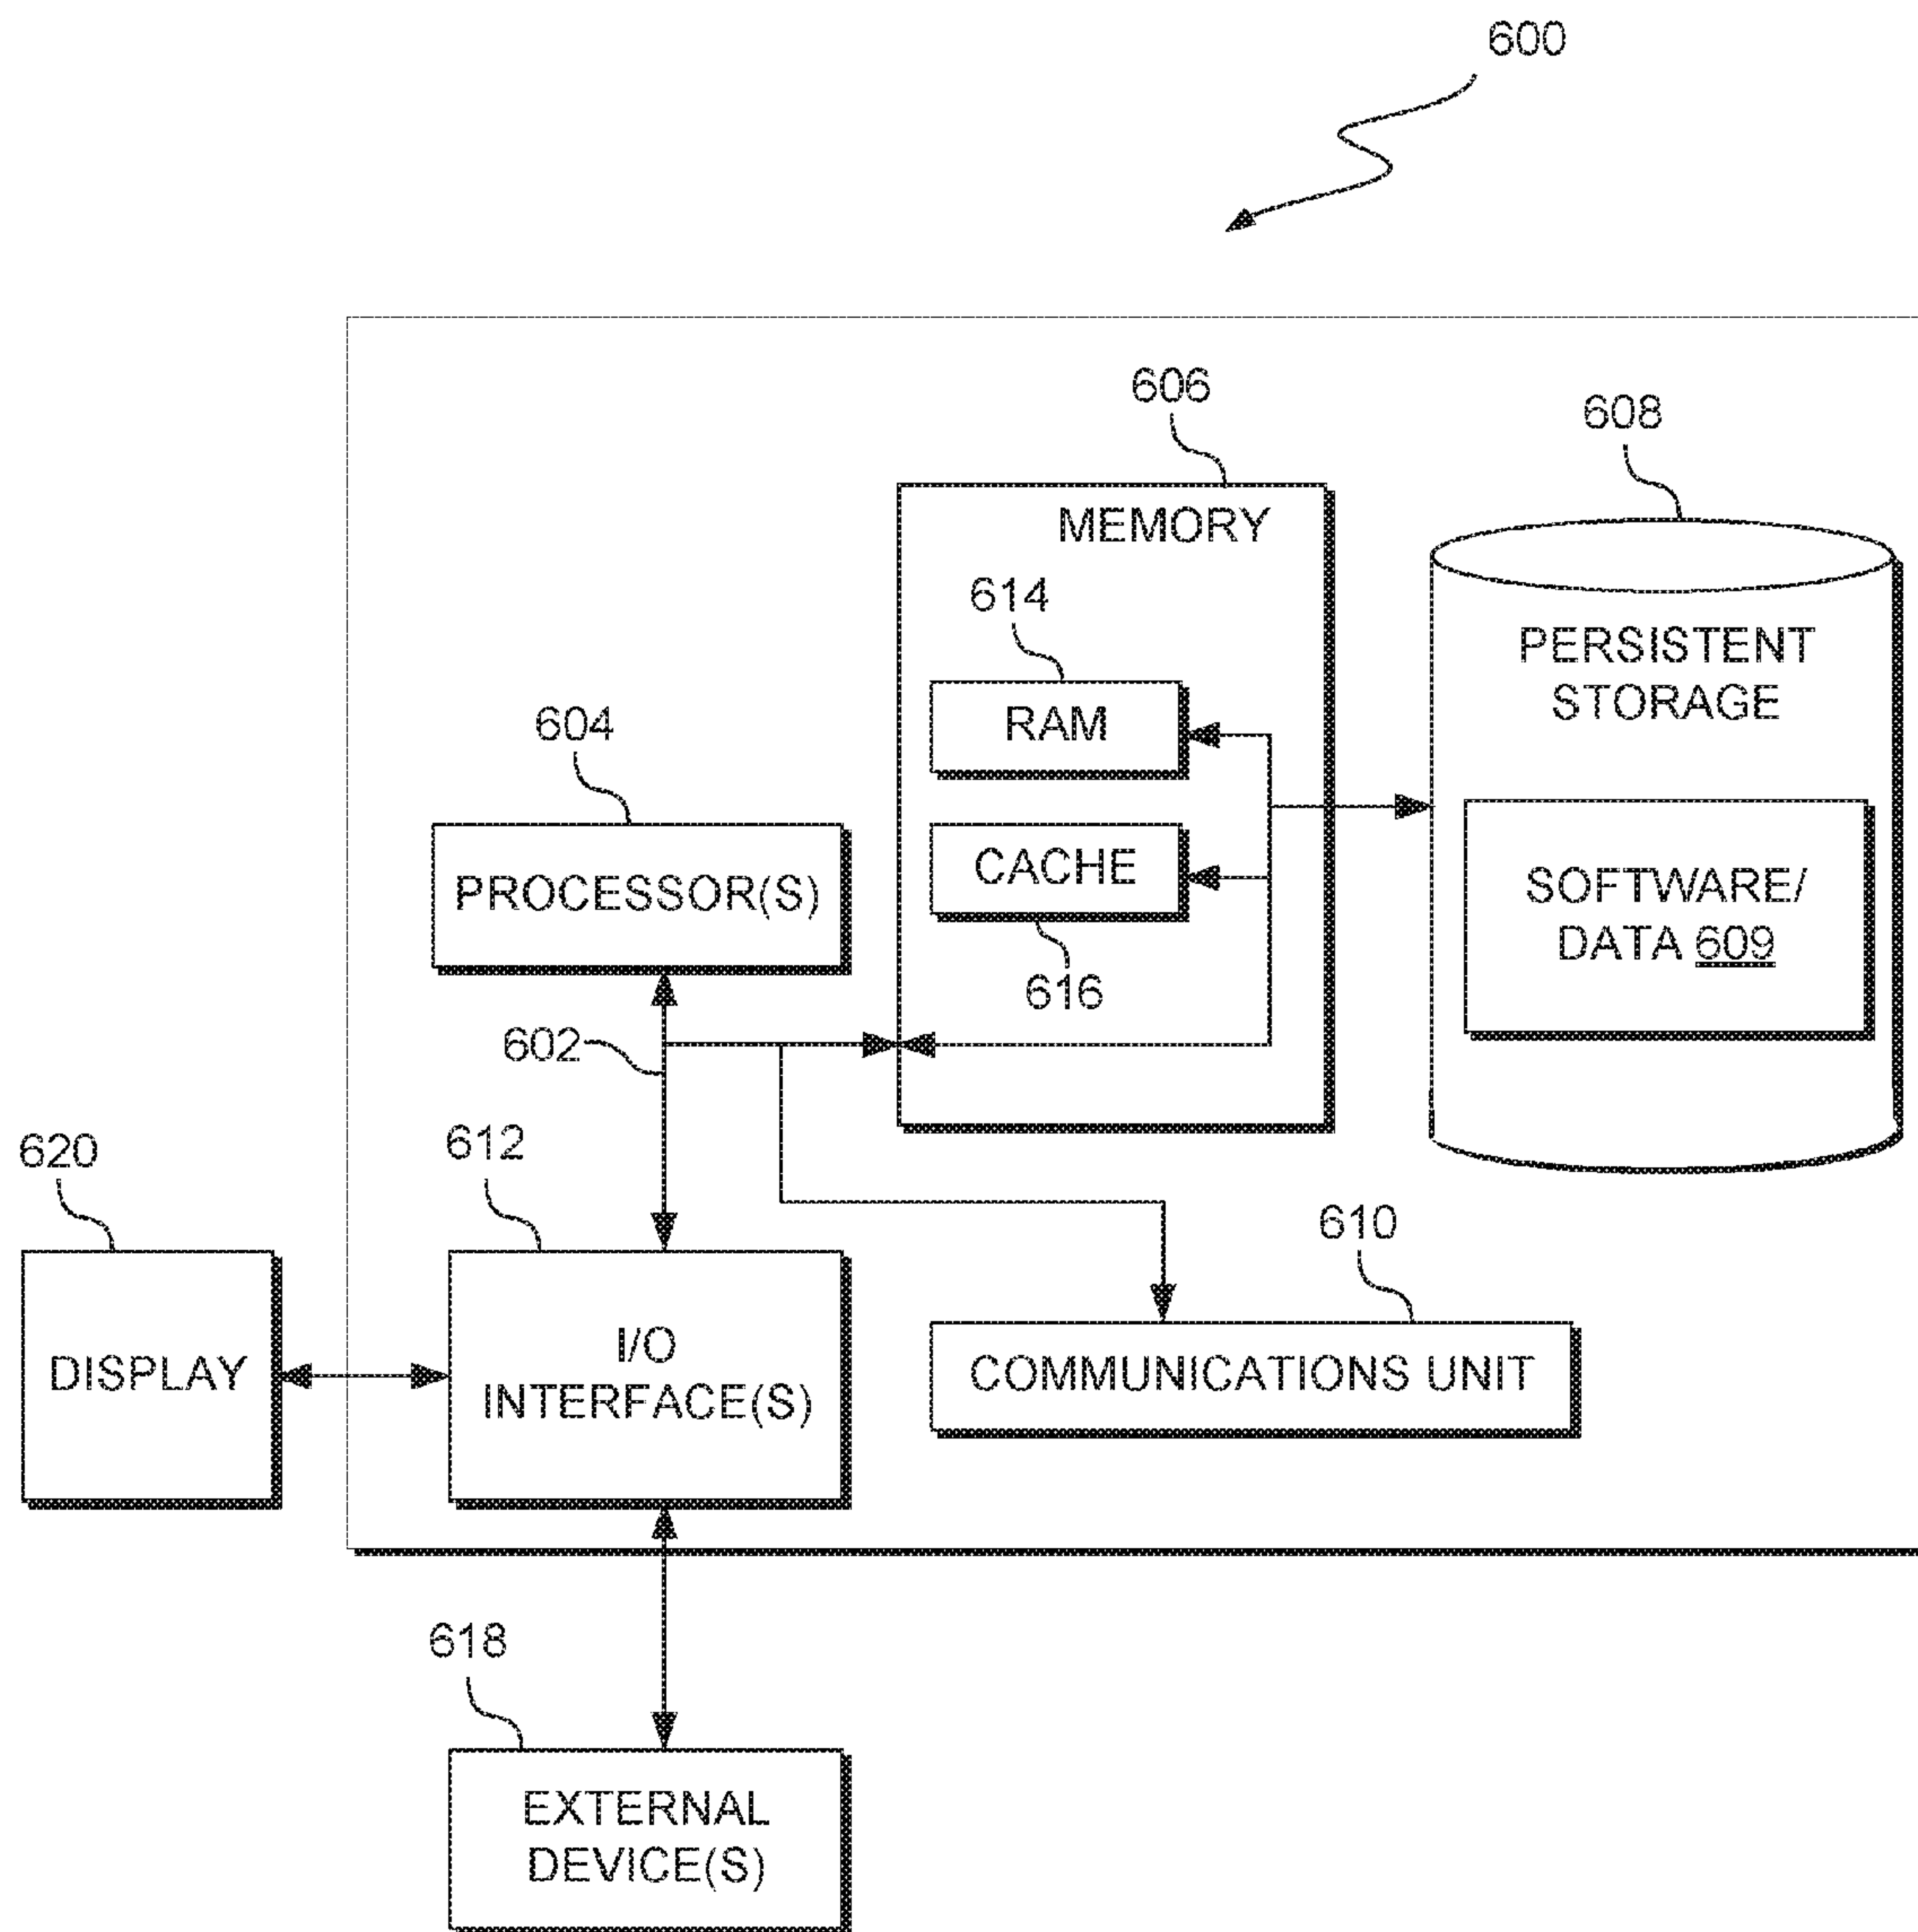 600
606
608
MEMORY
614
PERSISTENT
STORAGE
RAM
604
CACHE
SOFTWARE/
DATA 609
PROCESSOR(S)
616
602
612
620
610
I/O
INTERFACE(S)
DISPLAY
COMMUNICATIONS UNIT
618
EXTERNAL
DEVICE(S)